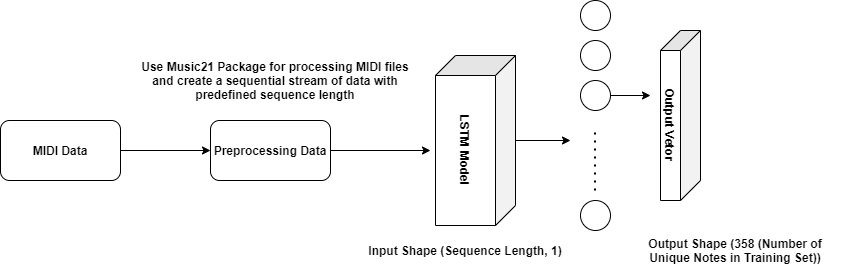 Use Music21 Package for processing MIDI files
and create a sequential stream of data with
predefined sequence length
MIDI Data
Preprocessing Data
LSTM Model
Output Vetor
Input Shape (Sequence Length, 1)
Output Shape (358 (Number of
Unique Notes in Training Set))